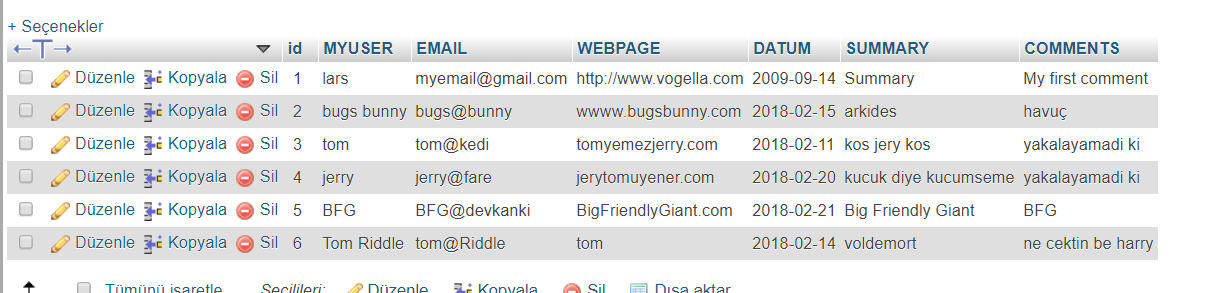 + Seçenekler
id MYUSER EMAIL WEBPAGE DATUM SUMMARY COMMENTS
Düzenle Kopyala Sil 1 lars myemail@gmail.com http://www.vogella.com 2009-09-14 Summary My first comment
Düzenle Kopyala Sil 2 bugs bunny bugs@bunny wwww.bugsbunny.com 2018-02-15 arkides havuç
Düzenle Kopyala Sil 3 tom tom@kedi tomyemezjerry.com 2018-02-11 kos jery kos yakalayamadi ki
Düzenle Kopyala Sil 4 jerry jerry@fare jerytomuyener.com 2018-02-20 kucuk diye kucumseme yakalayamadi ki
Düzenle Kopyala Sil 5 BFG BFG@devkanki BigFriendlyGiant.com 2018-02-21 Big Friendly Giant BFG
Düzenle Kopyala Sil 6 Tom Riddle tom@Riddle tom 2018-02-14 voldemort ne cektin be harry
Tümünü işaretle Seçilileri: Düzenle Kopyala Sil Dışa aktar